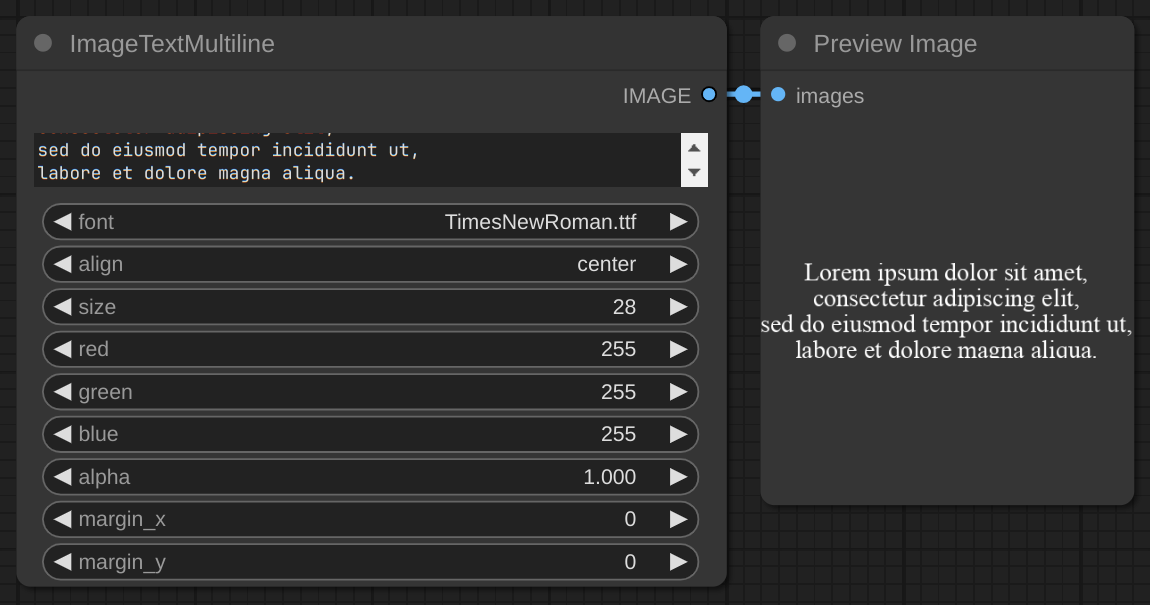 ImageTextMultiline
IMAGE
sed do eiusmod tempor incididunt ut,
labore et dolore magna aliqua.
font TimesNewRoman.ttf
align center
size 28
red 255
green 255
blue 255
alpha 1.000
margin_x 0
margin_y 0
Preview Image
images
Lorem ipsum dolor sit amet,
consectetur adipiscing elit,
sed do eiusmod tempor incididunt ut,
labore et dolore magna aliqua.